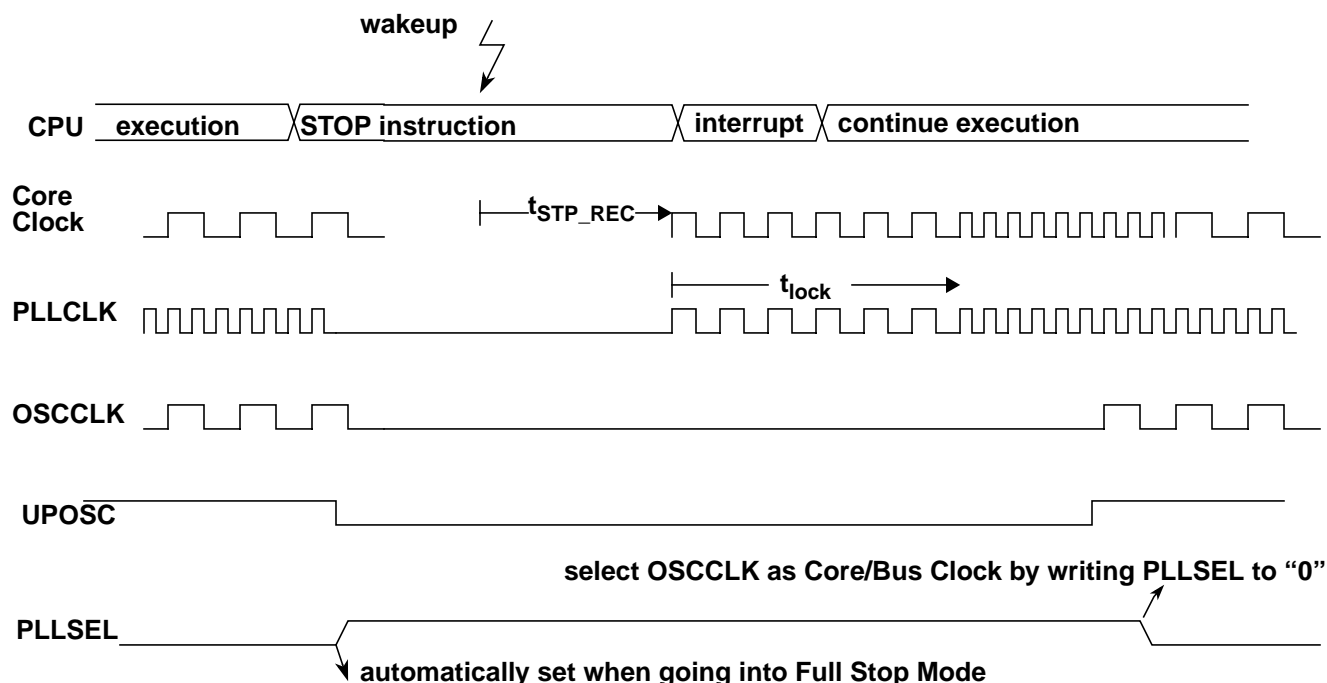 wakeup
CPU execution STOP instruction interrupt continue execution
Core
Clock
tSTP_REC
tlock
PLLCLK
OSCCLK
UPOSC
select OSCCLK as Core/Bus Clock by writing PLLSEL to “0”
PLLSEL
automatically set when going into Full Stop Mode